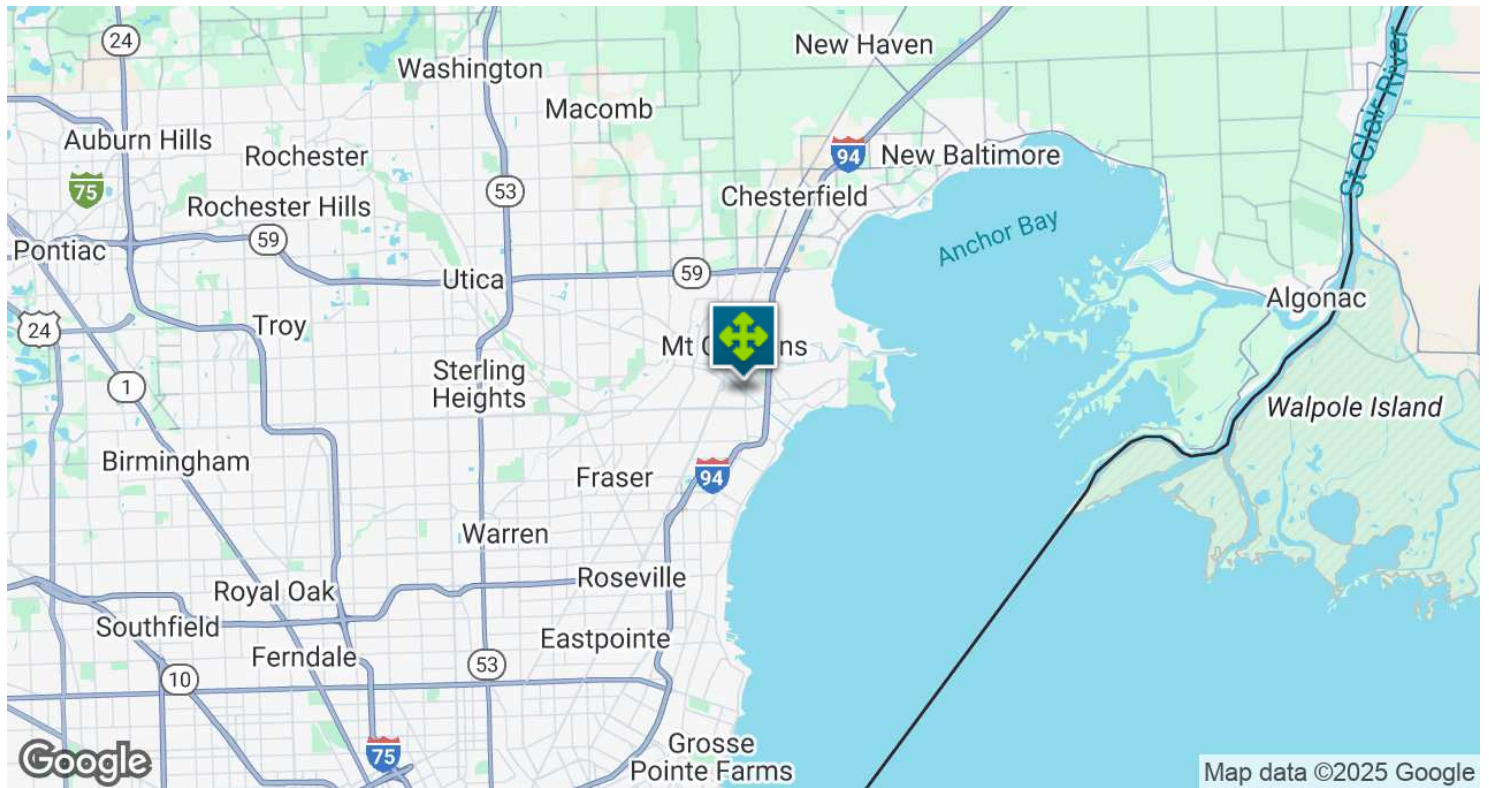 24
New Haven
Washington
Macomb
St Clair River
Auburn Hills
Rochester
94
New Baltimore
75
53
Chesterfield
Rochester Hills
59
Pontiac
Anchor Bay
Utica
59
Algonac
24
Troy
Mt
Sterling
Heights
1
Walpole Island
Birmingham
Fraser
94
Warren
Roseville
Royal Oak
Southfield
Eastpointe
Ferndale
53
10
Grosse
Pointe Farms
75
Google
Map data ©2025 Google